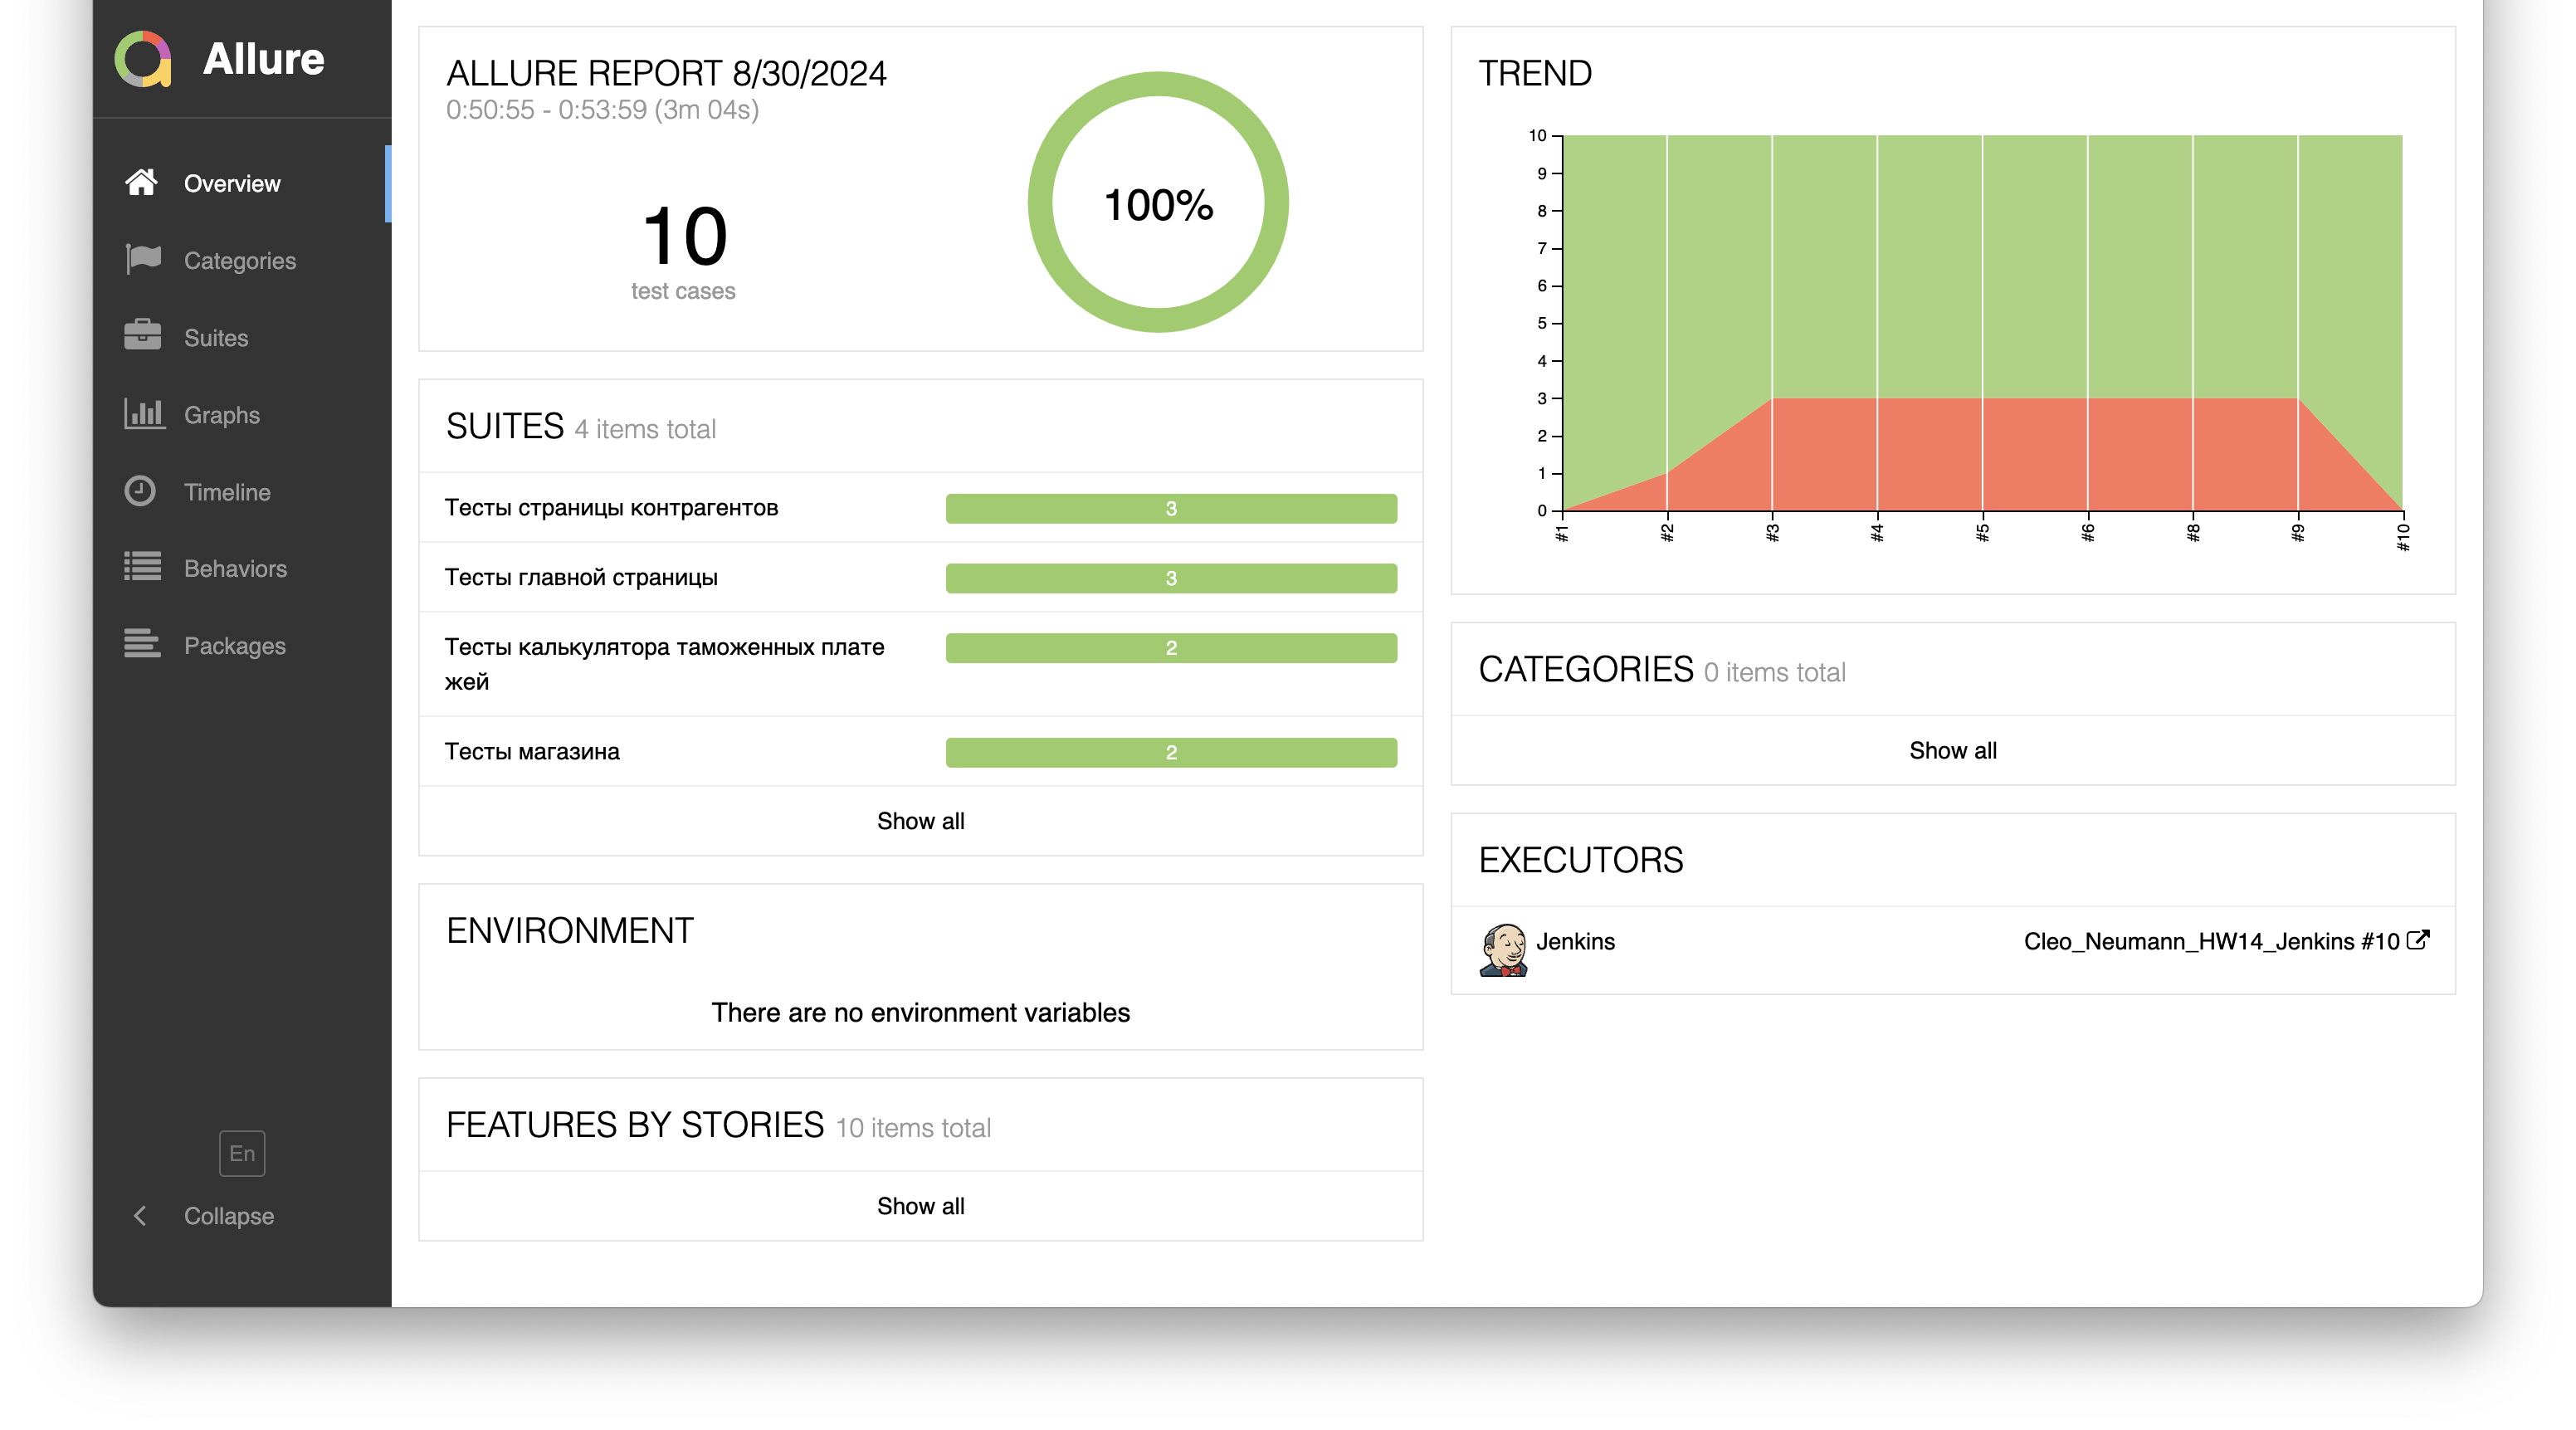 Allure
Overview
Categories
Suites
Graphs
Timeline
Behaviors
Packages
En
Collapse
ALLURE REPORT 8/30/2024
0:50:55 - 0:53:59 (3m 04s)
10
test cases
100%
SUITES 4 items total
Тесты страницы контрагентов 3
Тесты главной страницы 3
Тесты калькулятора таможенных плате 2
жей
Тесты магазина 2
Show all
ENVIRONMENT
There are no environment variables
FEATURES BY STORIES 10 items total
Show all
TREND
10
9
8
7
6
5
4
3
2
1
0
#1 #2 #3 #4 #5 #6 #8 #9 #10
CATEGORIES 0 items total
Show all
EXECUTORS
Jenkins Cleo_Neumann_HW14_Jenkins #10